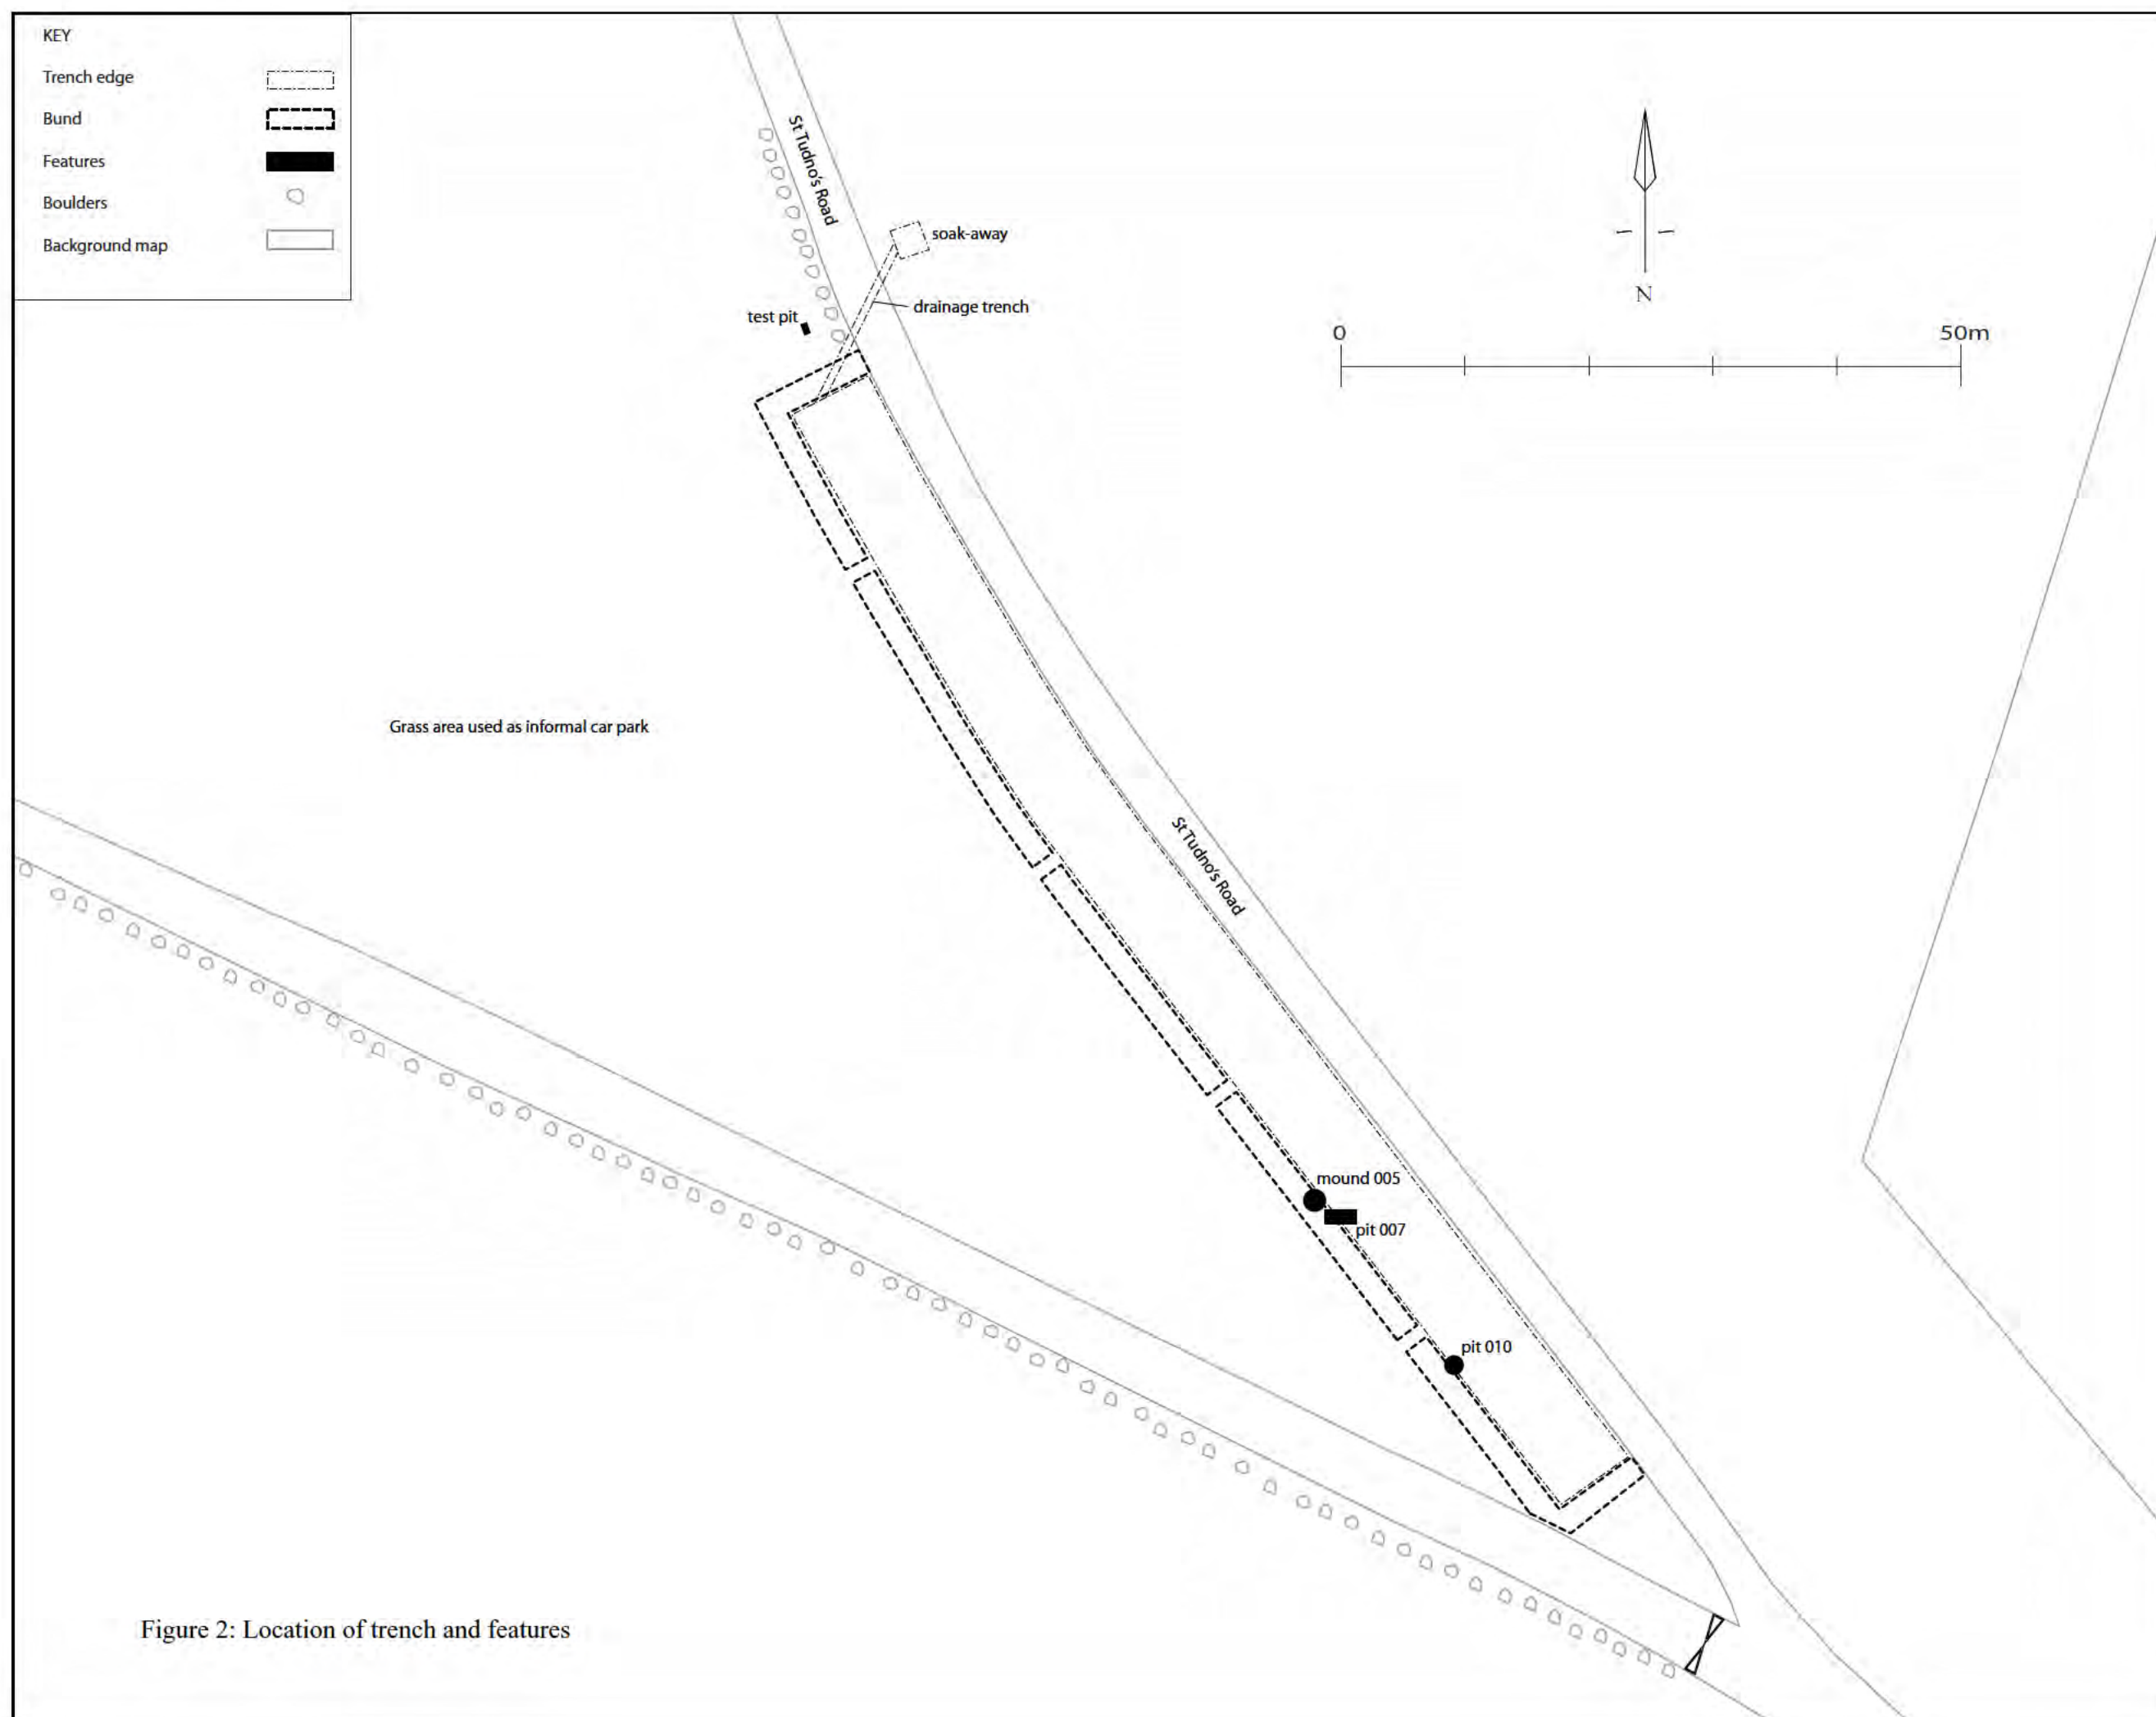 KEY
Trench edge
Bund
Features
Boulders
Background map
St Tudno's Road
soak-away
drainage trench
test pit
N
0
50m
Grass area used as informal car park
St Tudno's Road
mound 005
pit 007
pit 010
Figure 2: Location of trench and features